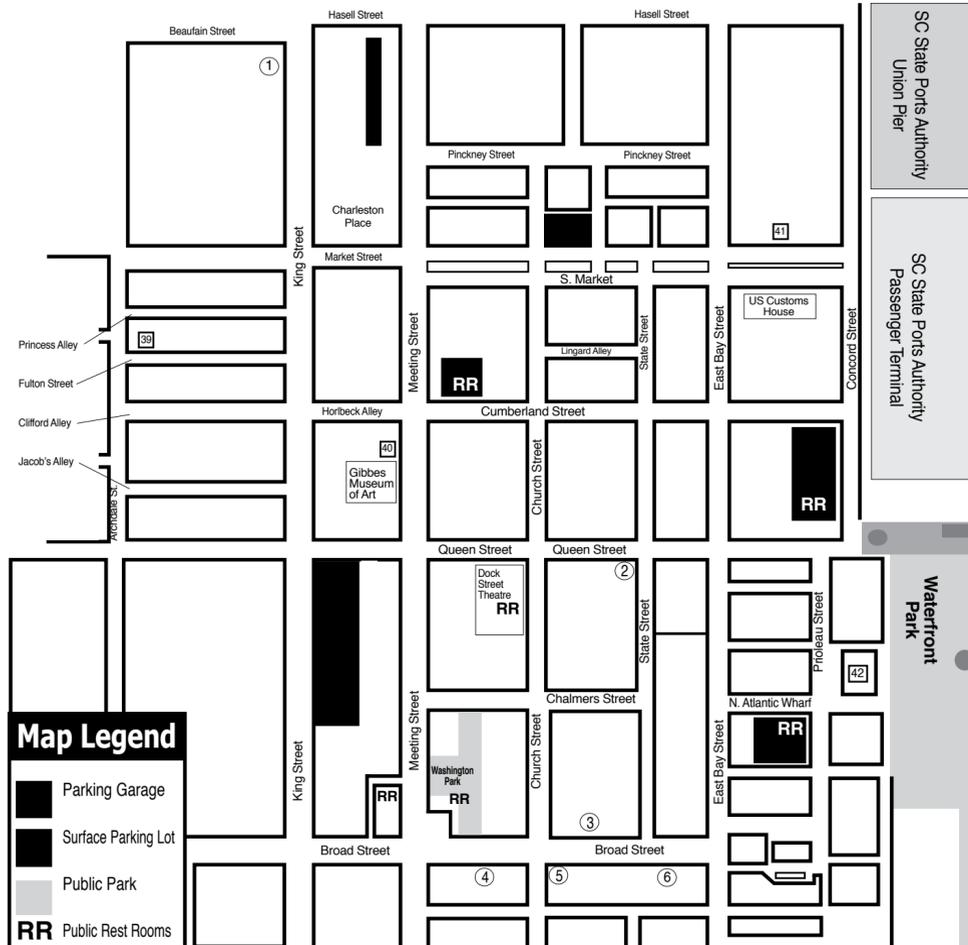 Hasell Street
Hasell Street
Beaufain Street
SC State Ports Authority
Union Pier
1
Pinckney Street
Pinckney Street
Charleston
Place
41
King Street
Market Street
S. Market
SC State Ports Authority
Passenger Terminal
US Customs
House
Princess Alley
39
Meeting Street
Lingard Alley
State Street
East Bay Street
Concord Street
Fulton Street
RR
Clifford Alley
Horlbeck Alley
Cumberland Street
40
Jacob's Alley
Gibbes
Museum
of Art
Archdale St.
Church Street
RR
Queen Street
Queen Street
Dock
Street
Theatre
RR
2
State Street
Prioleau Street
Waterfront
Park
42
Chalmers Street
N. Atlantic Wharf
Meeting Street
Church Street
East Bay Street
RR
King Street
Washington
Park
RR
RR
3
Broad Street
Broad Street
4
5
6
Map Legend
Parking Garage
Surface Parking Lot
Public Park
RR Public Rest Rooms